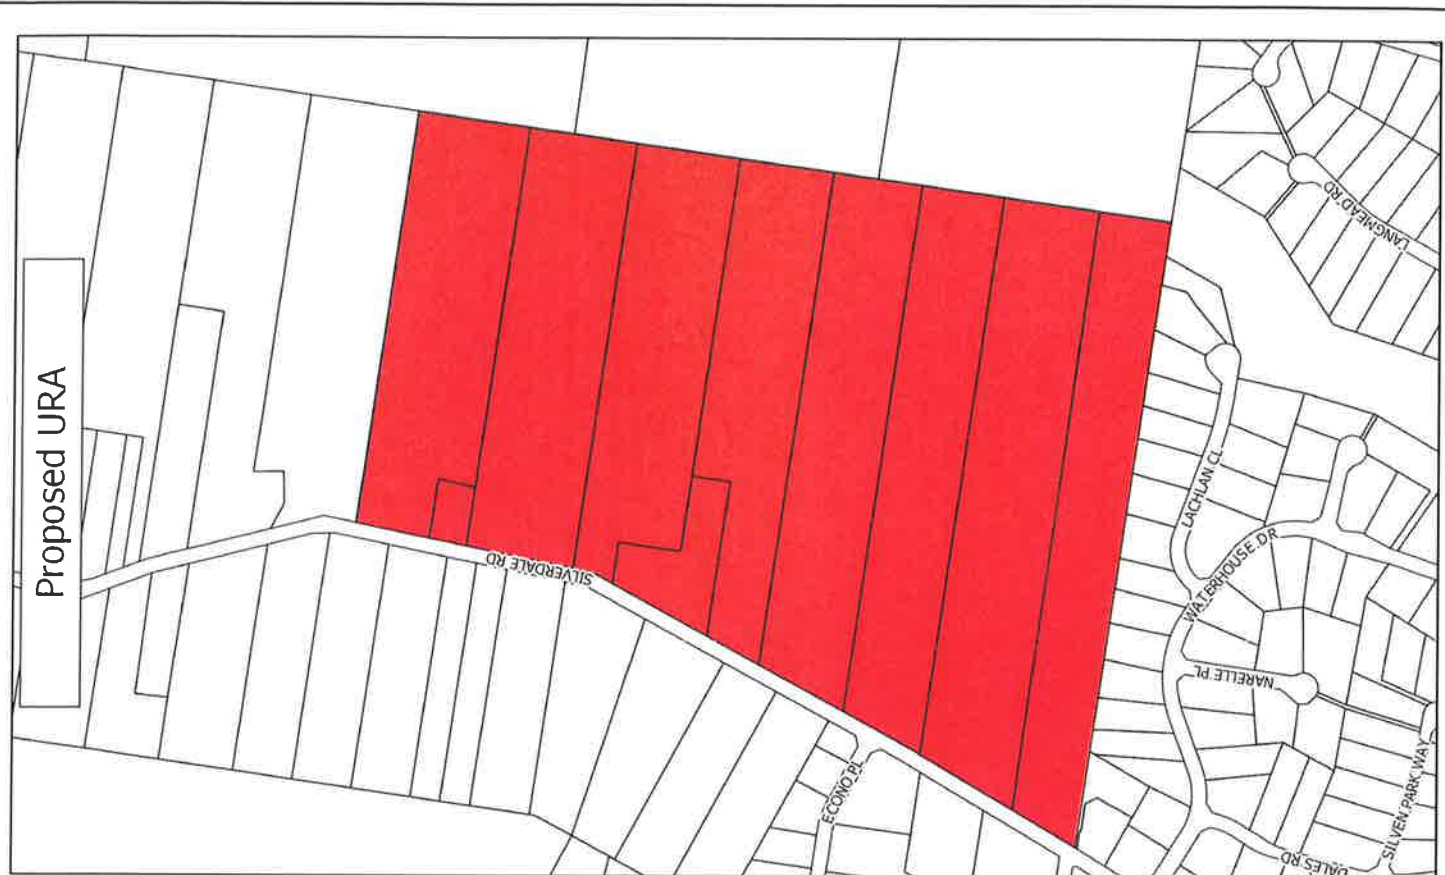 Proposed URA
LANGMEAD RD
LACHLAN CL
WATERHOUSE DR
SILVERDALE RD
NARELLE PL
ECONO PL
SILVEN PARK WAY
DALES RD